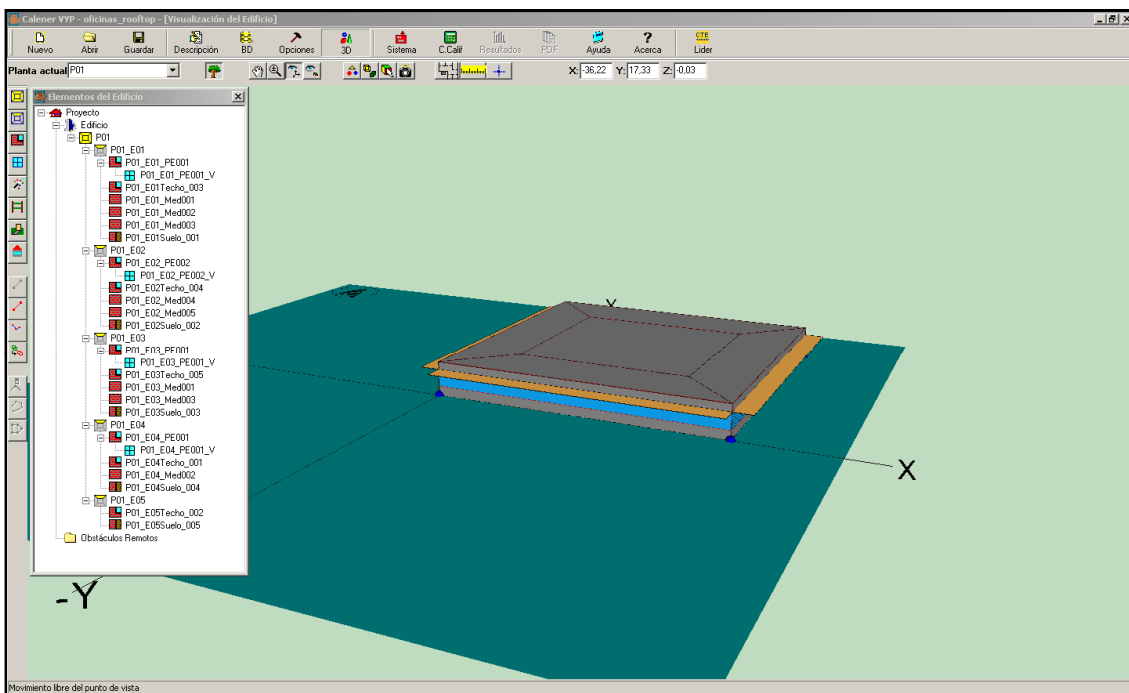 Calener VYP - oficinas_rooftop - [Visualización del Edificio]
Nuevo Abrir Guardar Descripción BD Opciones 3D Sistema C.Calif Resultados PDF Ayuda Acerca CTE Lider
Planta actual P01 X: -36,22 Y: 17,33 Z: -0,03
Elementos del Edificio
Proyecto
Edificio
P01
P01_E01
P01_E01_PE001
P01_E01_PE001_V
P01_E01Techo_003
P01_E01_Med001
P01_E01_Med002
P01_E01_Med003
P01_E01Suelo_001
P01_E02
P01_E02_PE002
P01_E02_PE002_V
P01_E02Techo_004
P01_E02_Med004
P01_E02_Med005
P01_E02Suelo_002
P01_E03
P01_E03_PE001
P01_E03_PE001_V
P01_E03Techo_005
P01_E03_Med001
P01_E03_Med003
P01_E03Suelo_003
P01_E04
P01_E04_PE001
P01_E04_PE001_V
P01_E04Techo_001
P01_E04_Med002
P01_E04Suelo_004
P01_E05
P01_E05Techo_002
P01_E05Suelo_005
Obstáculos Remotos
Y
X
-Y
Movimiento libre del punto de vista